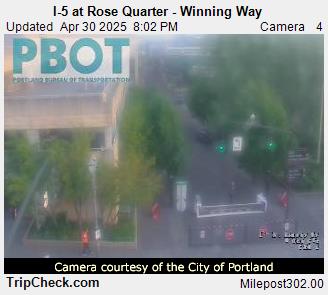 I-5 at Rose Quarter - Winning Way
Updated Apr 30 2025 8:02 PM Camera 4
PBOT
PORTLAND BUREAU OF TRANSPORTATION
Camera courtesy of the City of Portland
TripCheck.com Milepost302.00